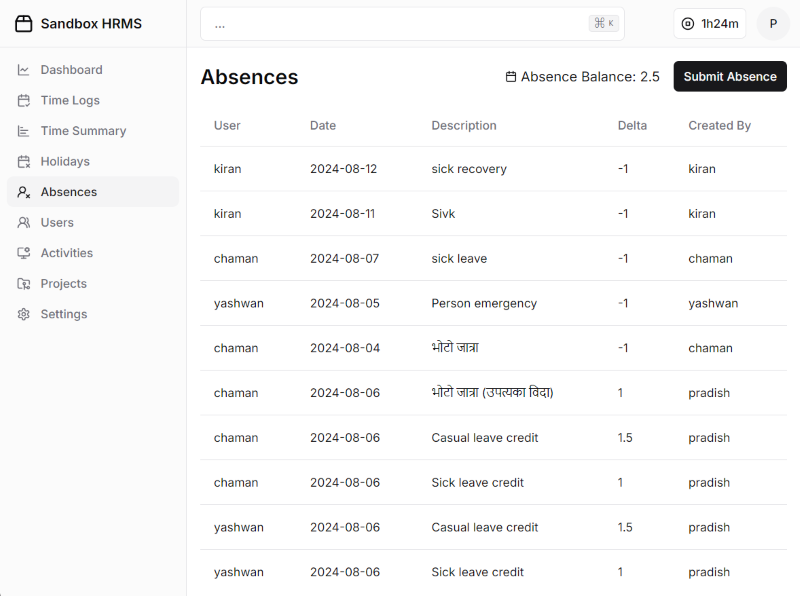 Sandbox HRMS
... ⌘ K
1h24m
P
Dashboard
Time Logs
Time Summary
Holidays
Absences
Users
Activities
Projects
Settings
Absences
Absence Balance: 2.5
Submit Absence
User Date Description Delta Created By
kiran 2024-08-12 sick recovery -1 kiran
kiran 2024-08-11 Sivk -1 kiran
chaman 2024-08-07 sick leave -1 chaman
yashwan 2024-08-05 Person emergency -1 yashwan
chaman 2024-08-04 भोटो जात्रा -1 chaman
chaman 2024-08-06 भोटो जात्रा (उपत्यका विदा) 1 pradish
chaman 2024-08-06 Casual leave credit 1.5 pradish
chaman 2024-08-06 Sick leave credit 1 pradish
yashwan 2024-08-06 Casual leave credit 1.5 pradish
yashwan 2024-08-06 Sick leave credit 1 pradish